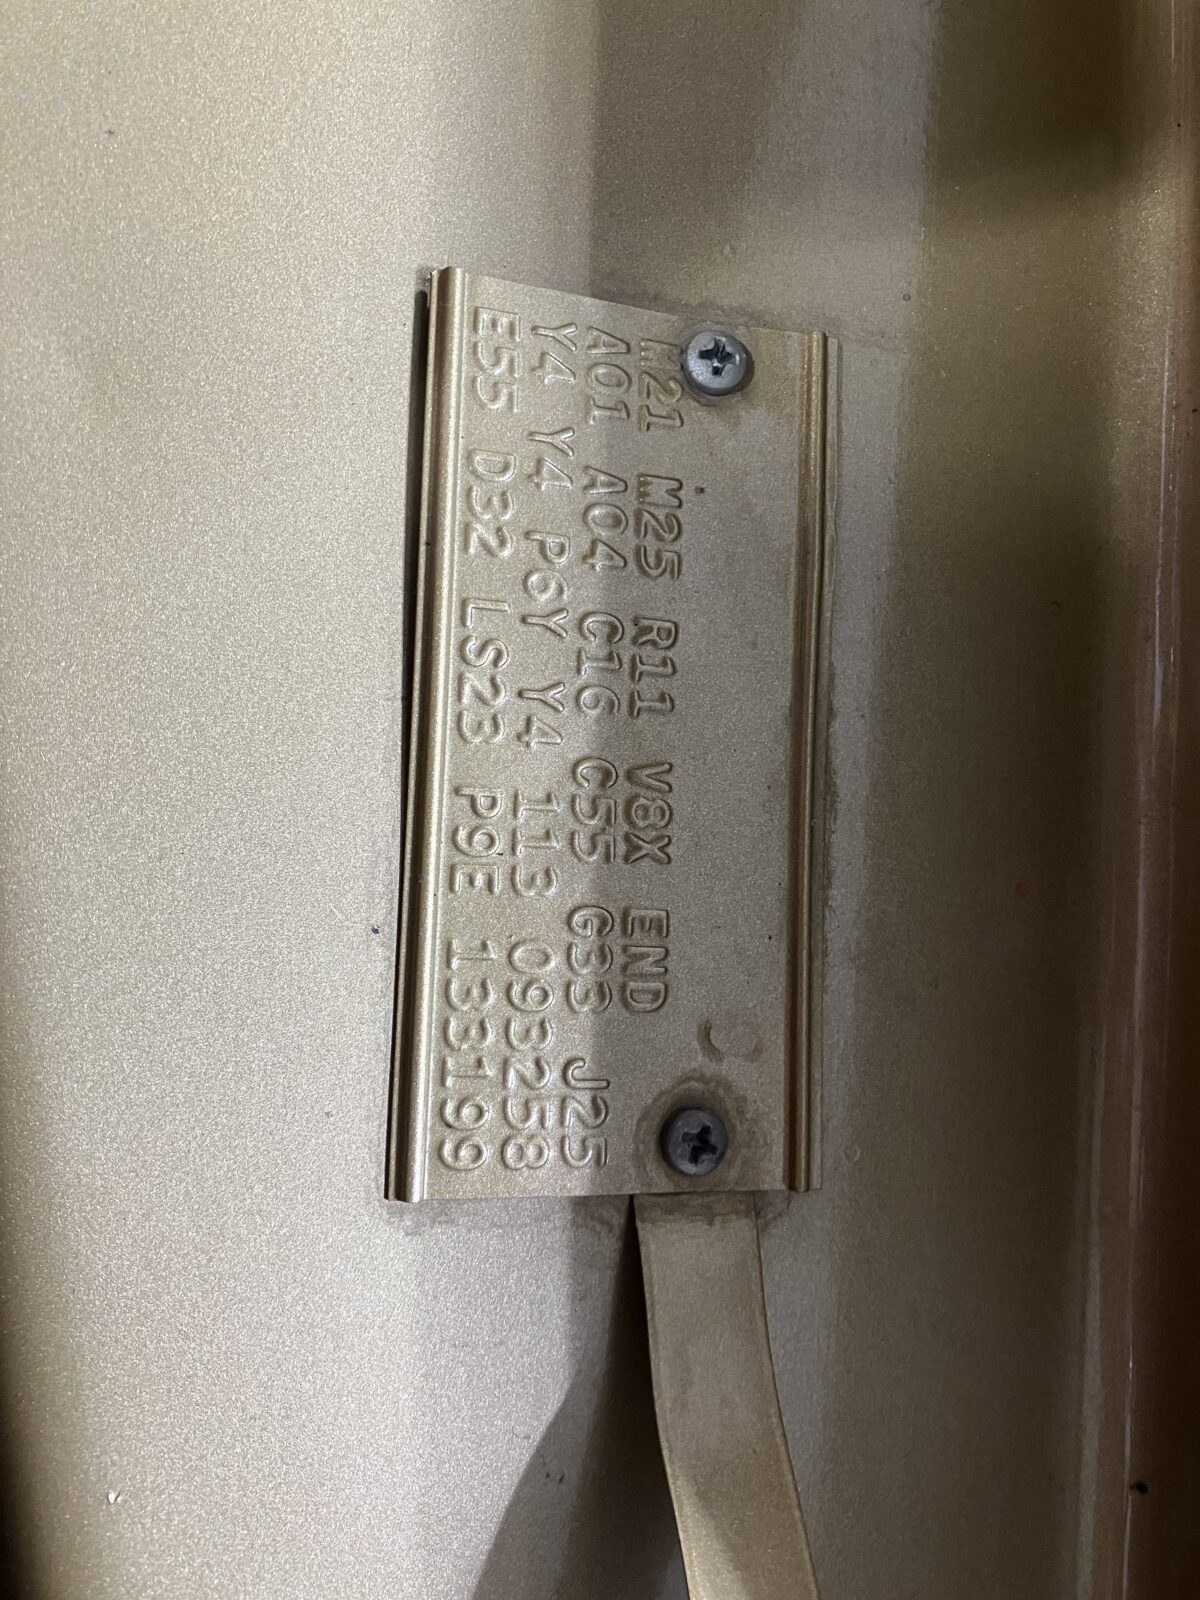 M21 M25 R11 V8X END
A01 A04 C16 C55 G33 J25
Y4 Y4 P6Y Y4 113 093258
E55 D32 LS23 P9E 133199